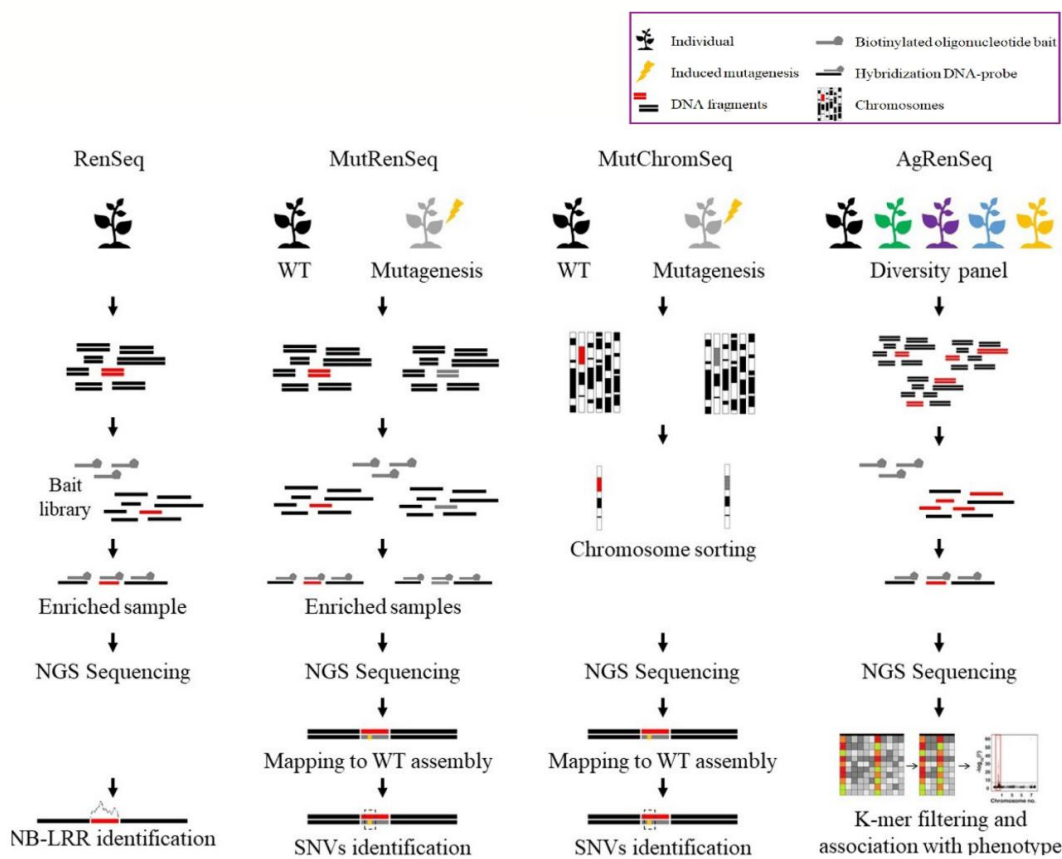 Individual
Biotinylated oligonucleotide bait
Induced mutagenesis
Hybridization DNA-probe
DNA fragments
Chromosomes
RenSeq
MutRenSeq
MutChromSeq
AgRenSeq
WT
Mutagenesis
WT
Mutagenesis
Diversity panel
Bait
library
Chromosome sorting
Enriched sample
Enriched samples
NGS Sequencing
NGS Sequencing
NGS Sequencing
NGS Sequencing
Mapping to WT assembly
Mapping to WT assembly
Chromosome no.
NB-LRR identification
SNVs identification
SNVs identification
K-mer filtering and
association with phenotype